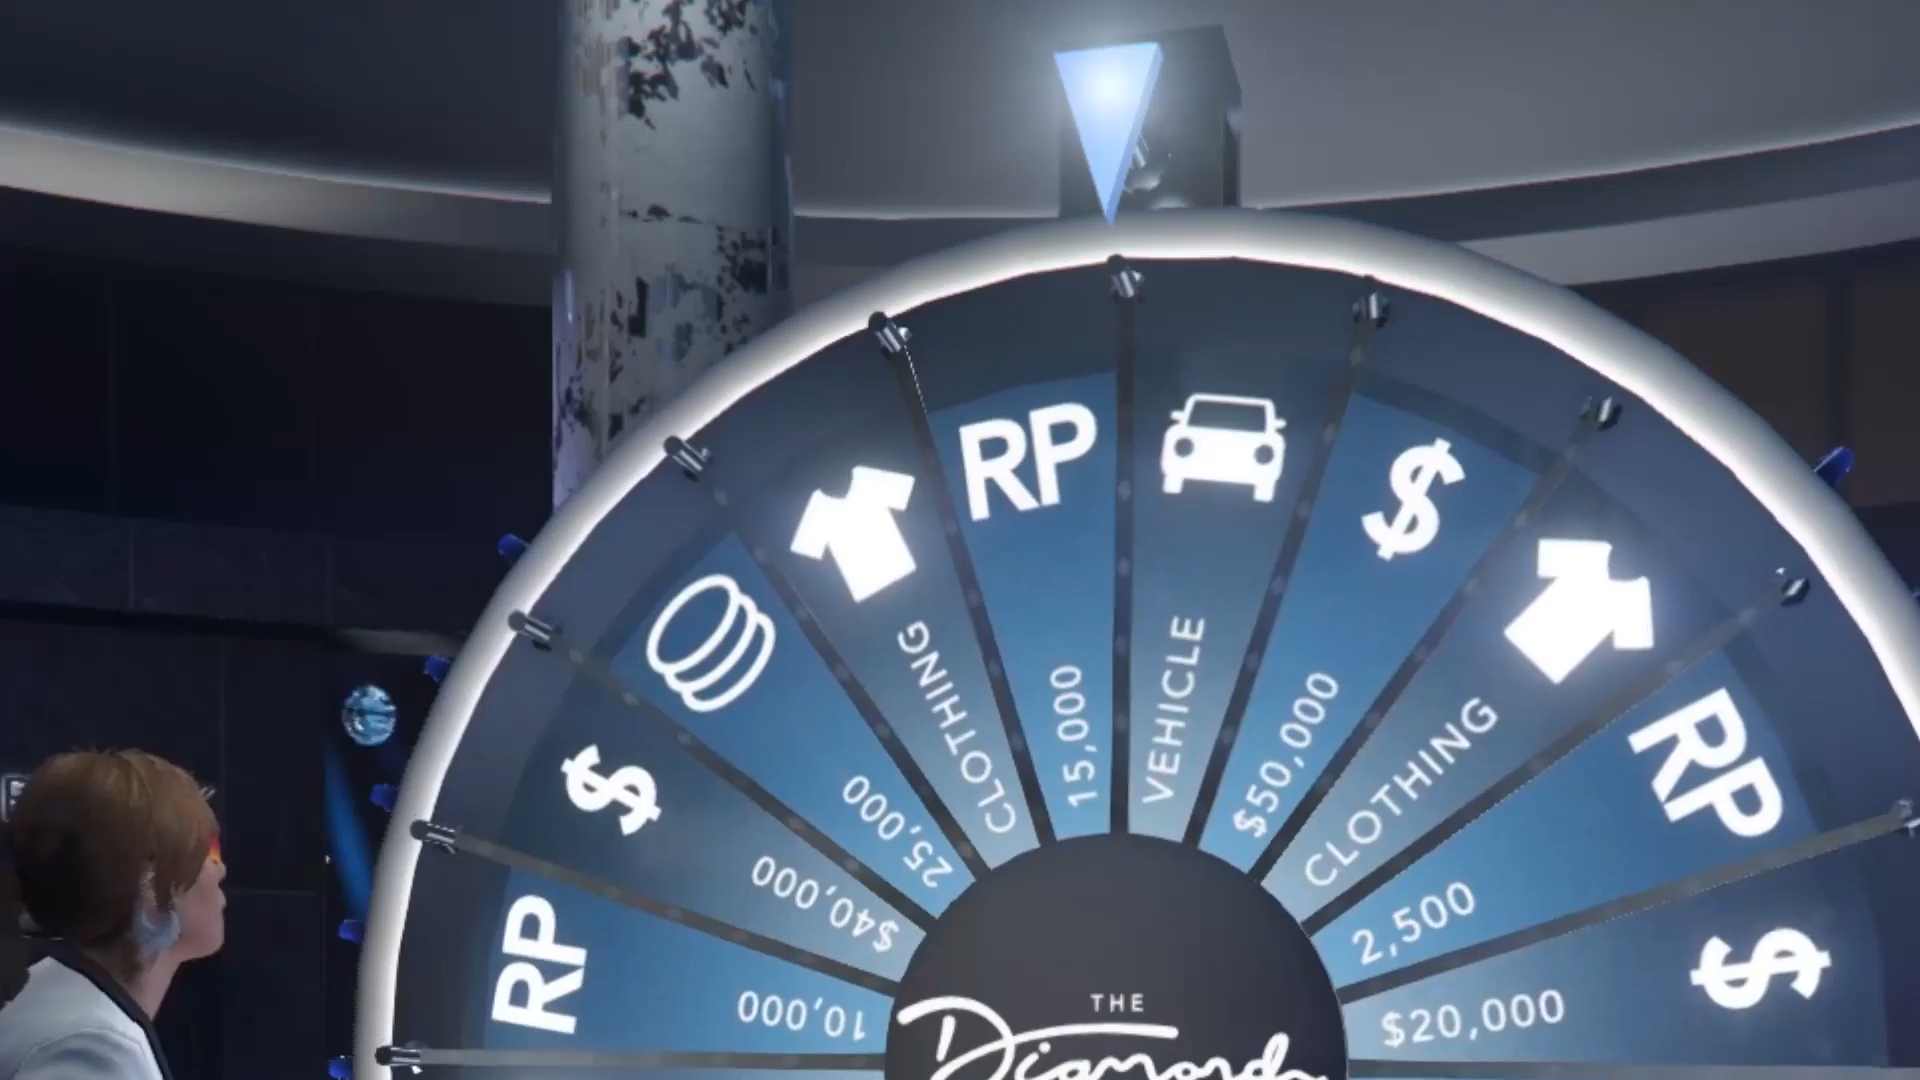 RP
10,000
$
$40,000
25,000
CLOTHING
RP
15,000
VEHICLE
$
$50,000
CLOTHING
RP
2,500
$
$20,000
THE
Diamond